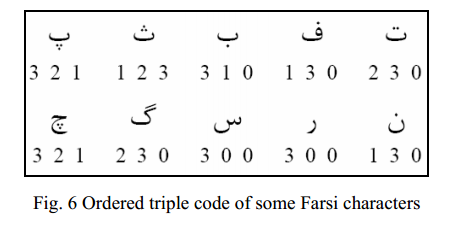 پ ث ب ف ت
3 2 1 1 2 3 3 1 0 1 3 0 2 3 0
چ گ س ر ن
3 2 1 2 3 0 3 0 0 3 0 0 1 3 0
Fig. 6 Ordered triple code of some Farsi characters